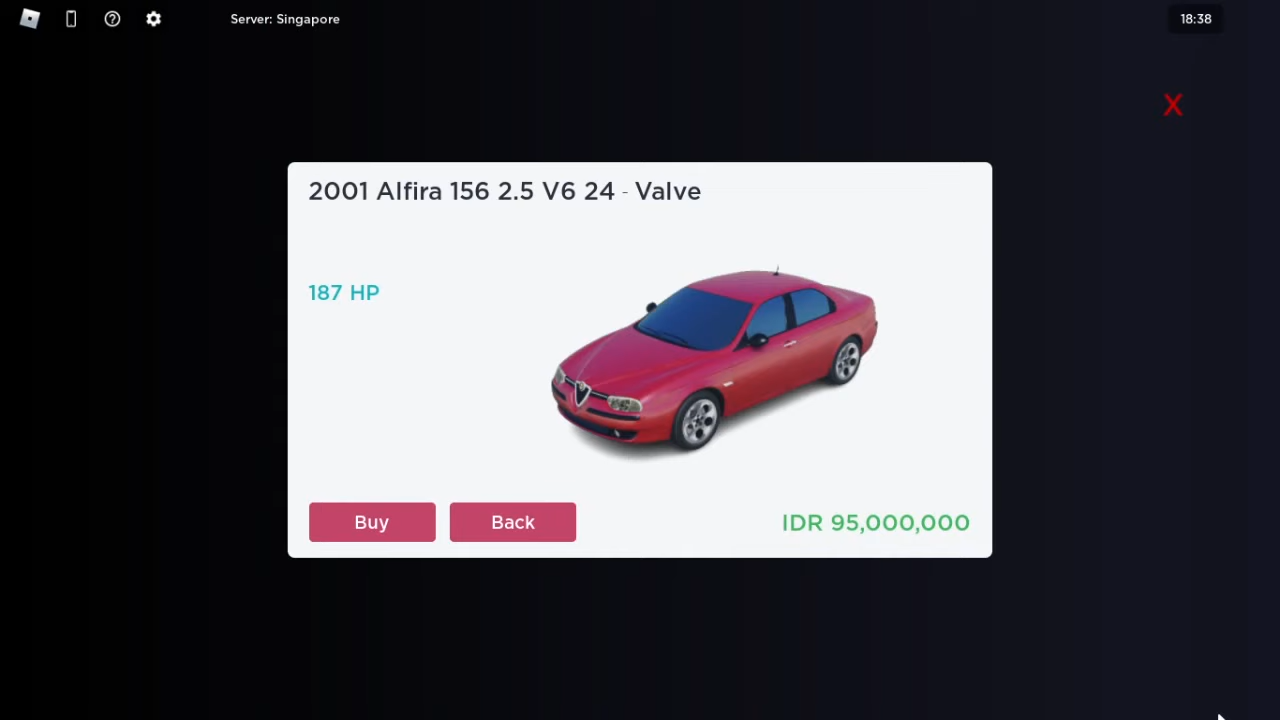 Server: Singapore
18:38
X
2001 Alfira 156 2.5 V6 24 - Valve
187 HP
Buy
Back
IDR 95,000,000